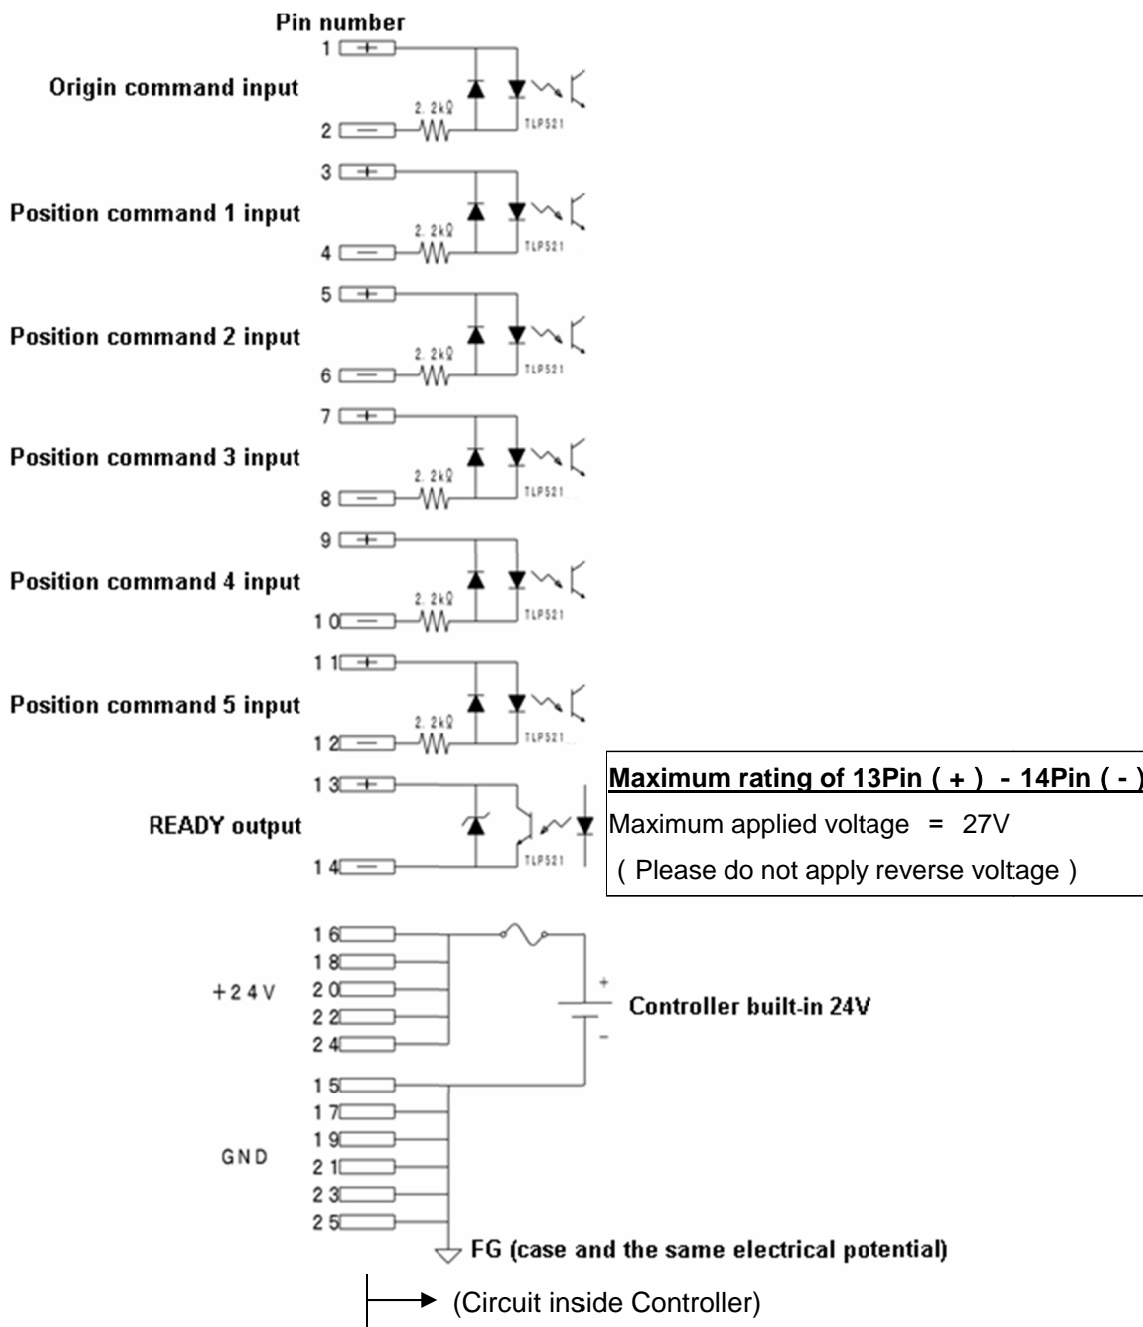 Pin number
1 +
Origin command input
2. 2kΩ
TLP521
2 —
3 +
Position command 1 input
2. 2kΩ
TLP521
4 —
5 +
Position command 2 input
2. 2kΩ
TLP521
6 —
7 +
Position command 3 input
2. 2kΩ
TLP521
8 —
9 +
Position command 4 input
2. 2kΩ
TLP521
10 —
11 +
Position command 5 input
2. 2kΩ
TLP521
12 —
13 +
READY output
TLP521
14 —
Maximum rating of 13Pin ( + ) - 14Pin ( - )
Maximum applied voltage = 27V
( Please do not apply reverse voltage )
16
18
+24V
20
22
24
+
Controller built-in 24V
−
15
17
19
GND
21
23
25
FG (case and the same electrical potential)
(Circuit inside Controller)